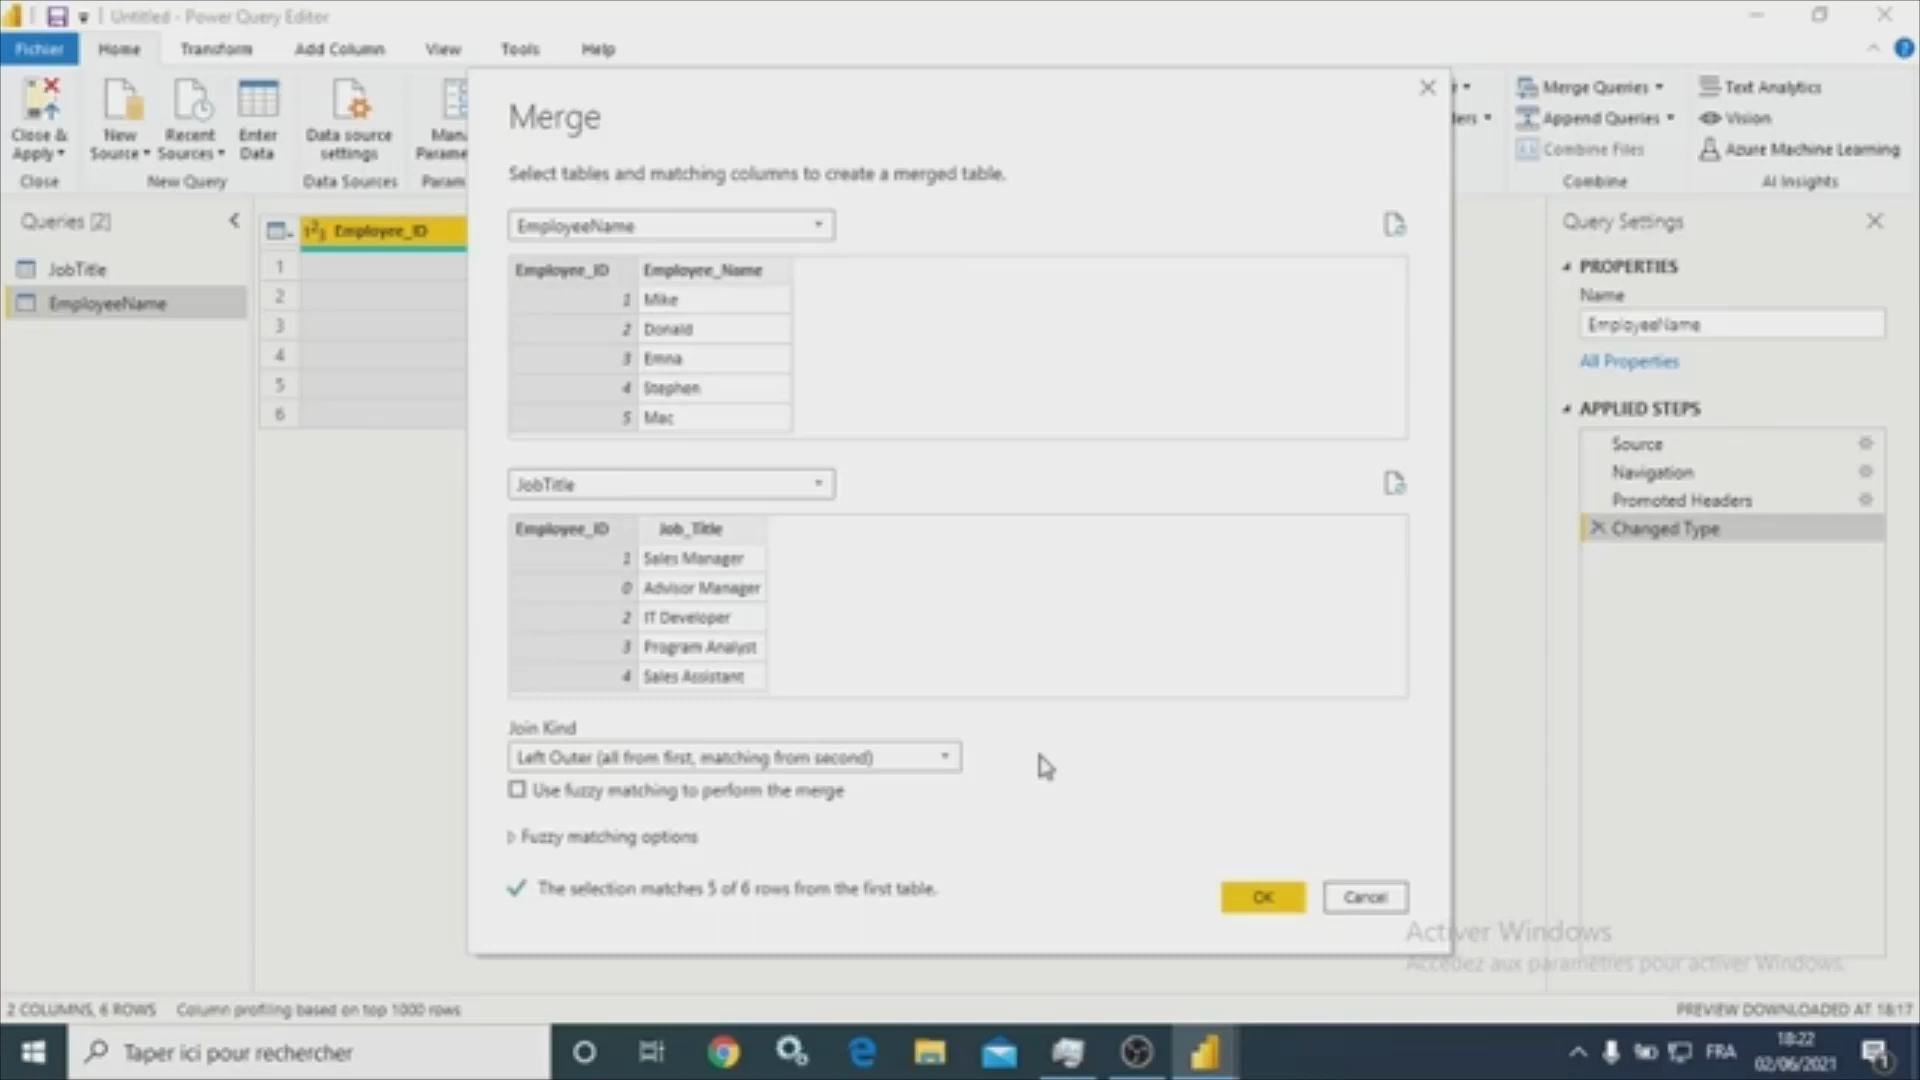 Untitled - Power Query Editor
Fichier Home Transform Add Column View Tools Help
Close & Apply
New Source
Recent Sources
Enter Data
Data source settings
Close
New Query
Data Sources
Merge Queries
Append Queries
Combine Files
Combine
Text Analytics
Vision
Azure Machine Learning
AI Insights
Queries [2]
JobTitle
EmployeeName
Employee_ID
1
2
3
4
5
6
Merge
Select tables and matching columns to create a merged table.
EmployeeName
Employee_ID Employee_Name
1 Mike
2 Donald
3 Emna
4 Stephen
5 Mac
JobTitle
Employee_ID Job_Title
1 Sales Manager
0 Advisor Manager
2 IT Developer
3 Program Analyst
4 Sales Assistant
Join Kind
Left Outer (all from first, matching from second)
Use fuzzy matching to perform the merge
Fuzzy matching options
The selection matches 5 of 6 rows from the first table.
OK Cancel
Query Settings
PROPERTIES
Name
EmployeeName
All Properties
APPLIED STEPS
Source
Navigation
Promoted Headers
Changed Type
Activer Windows
Accédez aux paramètres pour activer Windows.
2 COLUMNS, 6 ROWS Column profiling based on top 1000 rows
PREVIEW DOWNLOADED AT 18:17
Taper ici pour rechercher
FRA
18:22
02/06/2021
1